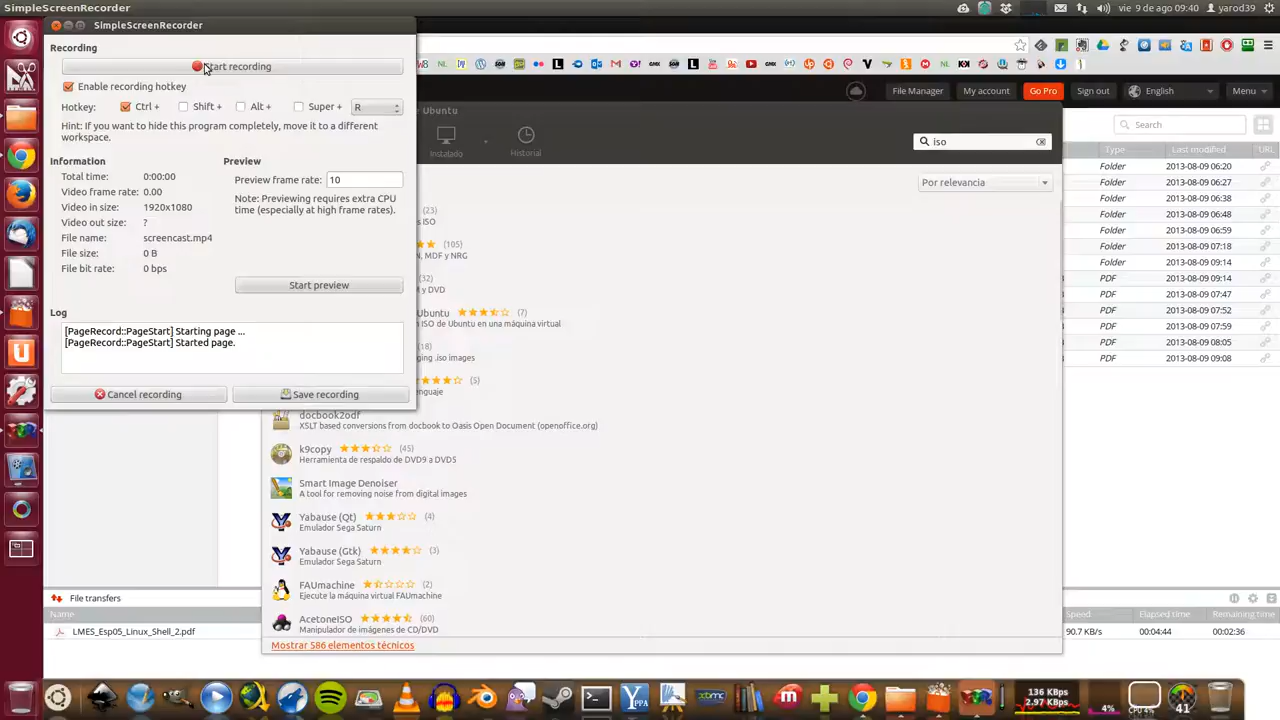 SimpleScreenRecorder
vie 9 de ago 09:40
yarod39
SimpleScreenRecorder
Recording
tart recording
Enable recording hotkey
Hotkey: Ctrl + Shift + Alt + Super + R
Hint: If you want to hide this program completely, move it to a different
workspace.
Information
Total time: 0:00:00
Video frame rate: 0.00
Video in size: 1920x1080
Video out size: ?
File name: screencast.mp4
File size: 0 B
File bit rate: 0 bps
Preview
Preview frame rate: 10
Note: Previewing requires extra CPU
time (especially at high frame rates).
Start preview
Log
[PageRecord::PageStart] Starting page ...
[PageRecord::PageStart] Started page.
Cancel recording
Save recording
File Manager My account Go Pro Sign out English Menu
Search
Type Last modified URL
Folder 2013-08-09 06:20
Folder 2013-08-09 06:27
Folder 2013-08-09 06:38
Folder 2013-08-09 06:48
Folder 2013-08-09 06:59
Folder 2013-08-09 07:18
Folder 2013-08-09 09:14
PDF 2013-08-09 09:14
PDF 2013-08-09 07:47
PDF 2013-08-09 07:52
PDF 2013-08-09 07:59
PDF 2013-08-09 08:05
PDF 2013-08-09 09:08
e Ubuntu
Instalado
Historial
iso
Por relevancia
(23)
es ISO
(105)
N, MDF y NRG
(32)
M y DVD
Ubuntu (7)
n ISO de Ubuntu en una máquina virtual
(18)
ging .iso images
(5)
enguaje
docbook2odf
XSLT based conversions from docbook to Oasis Open Document (openoffice.org)
k9copy (45)
Herramienta de respaldo de DVD9 a DVD5
Smart Image Denoiser
A tool for removing noise from digital images
Yabause (Qt) (4)
Emulador Sega Saturn
Yabause (Gtk) (3)
Emulador Sega Saturn
FAUmachine (2)
Ejecute la máquina virtual FAUmachine
AcetoneISO (60)
Manipulador de imágenes de CD/DVD
Mostrar 586 elementos técnicos
File transfers
Name Speed Elapsed time Remaining time
LMES_Esp05_Linux_Shell_2.pdf 90.7 KB/s 00:04:44 00:02:36
136 KBps
2.97 KBps
4%
CPU 4%
41